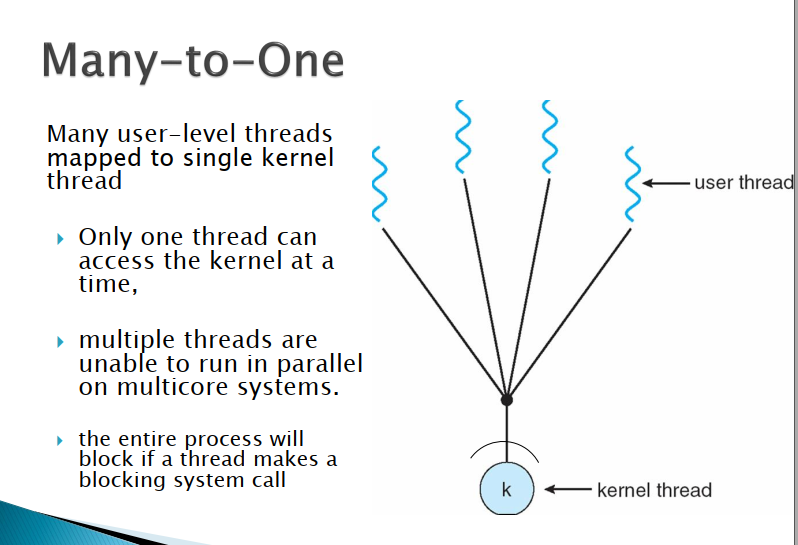 Many-to-One
Many user-level threads
mapped to single kernel
thread
Only one thread can
access the kernel at a
time,
multiple threads are
unable to run in parallel
on multicore systems.
the entire process will
block if a thread makes a
blocking system call
user thread
k
kernel thread